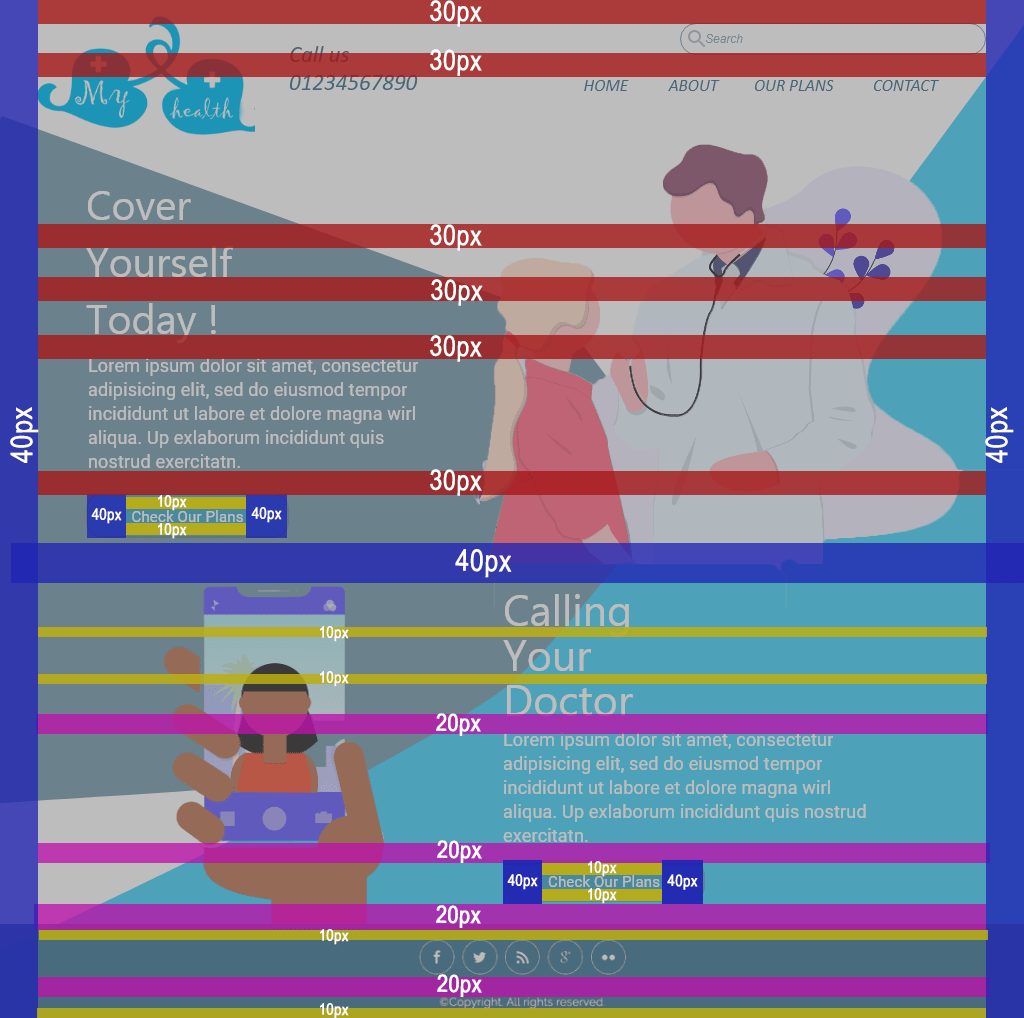 30px
Search
Call us
30px
My
health
01234567890
HOME ABOUT OUR PLANS CONTACT
Cover
30px
Yourself
30px
Today !
30px
Lorem ipsum dolor sit amet, consectetur
adipisicing elit, sed do eiusmod tempor
incididunt ut labore et dolore magna wirl
aliqua. Up exlaborum incididunt quis
nostrud exercitatn.
40px
40px
30px
10px
40px Check Our Plans 40px
10px
40px
Calling
10px
Your
10px
Doctor
20px
Lorem ipsum dolor sit amet, consectetur
adipisicing elit, sed do eiusmod tempor
incididunt ut labore et dolore magna wirl
aliqua. Up exlaborum incididunt quis nostrud
exercitatn.
20px
10px
40px Check Our Plans 40px
10px
20px
10px
20px
©Copyright. All rights reserved.
10px